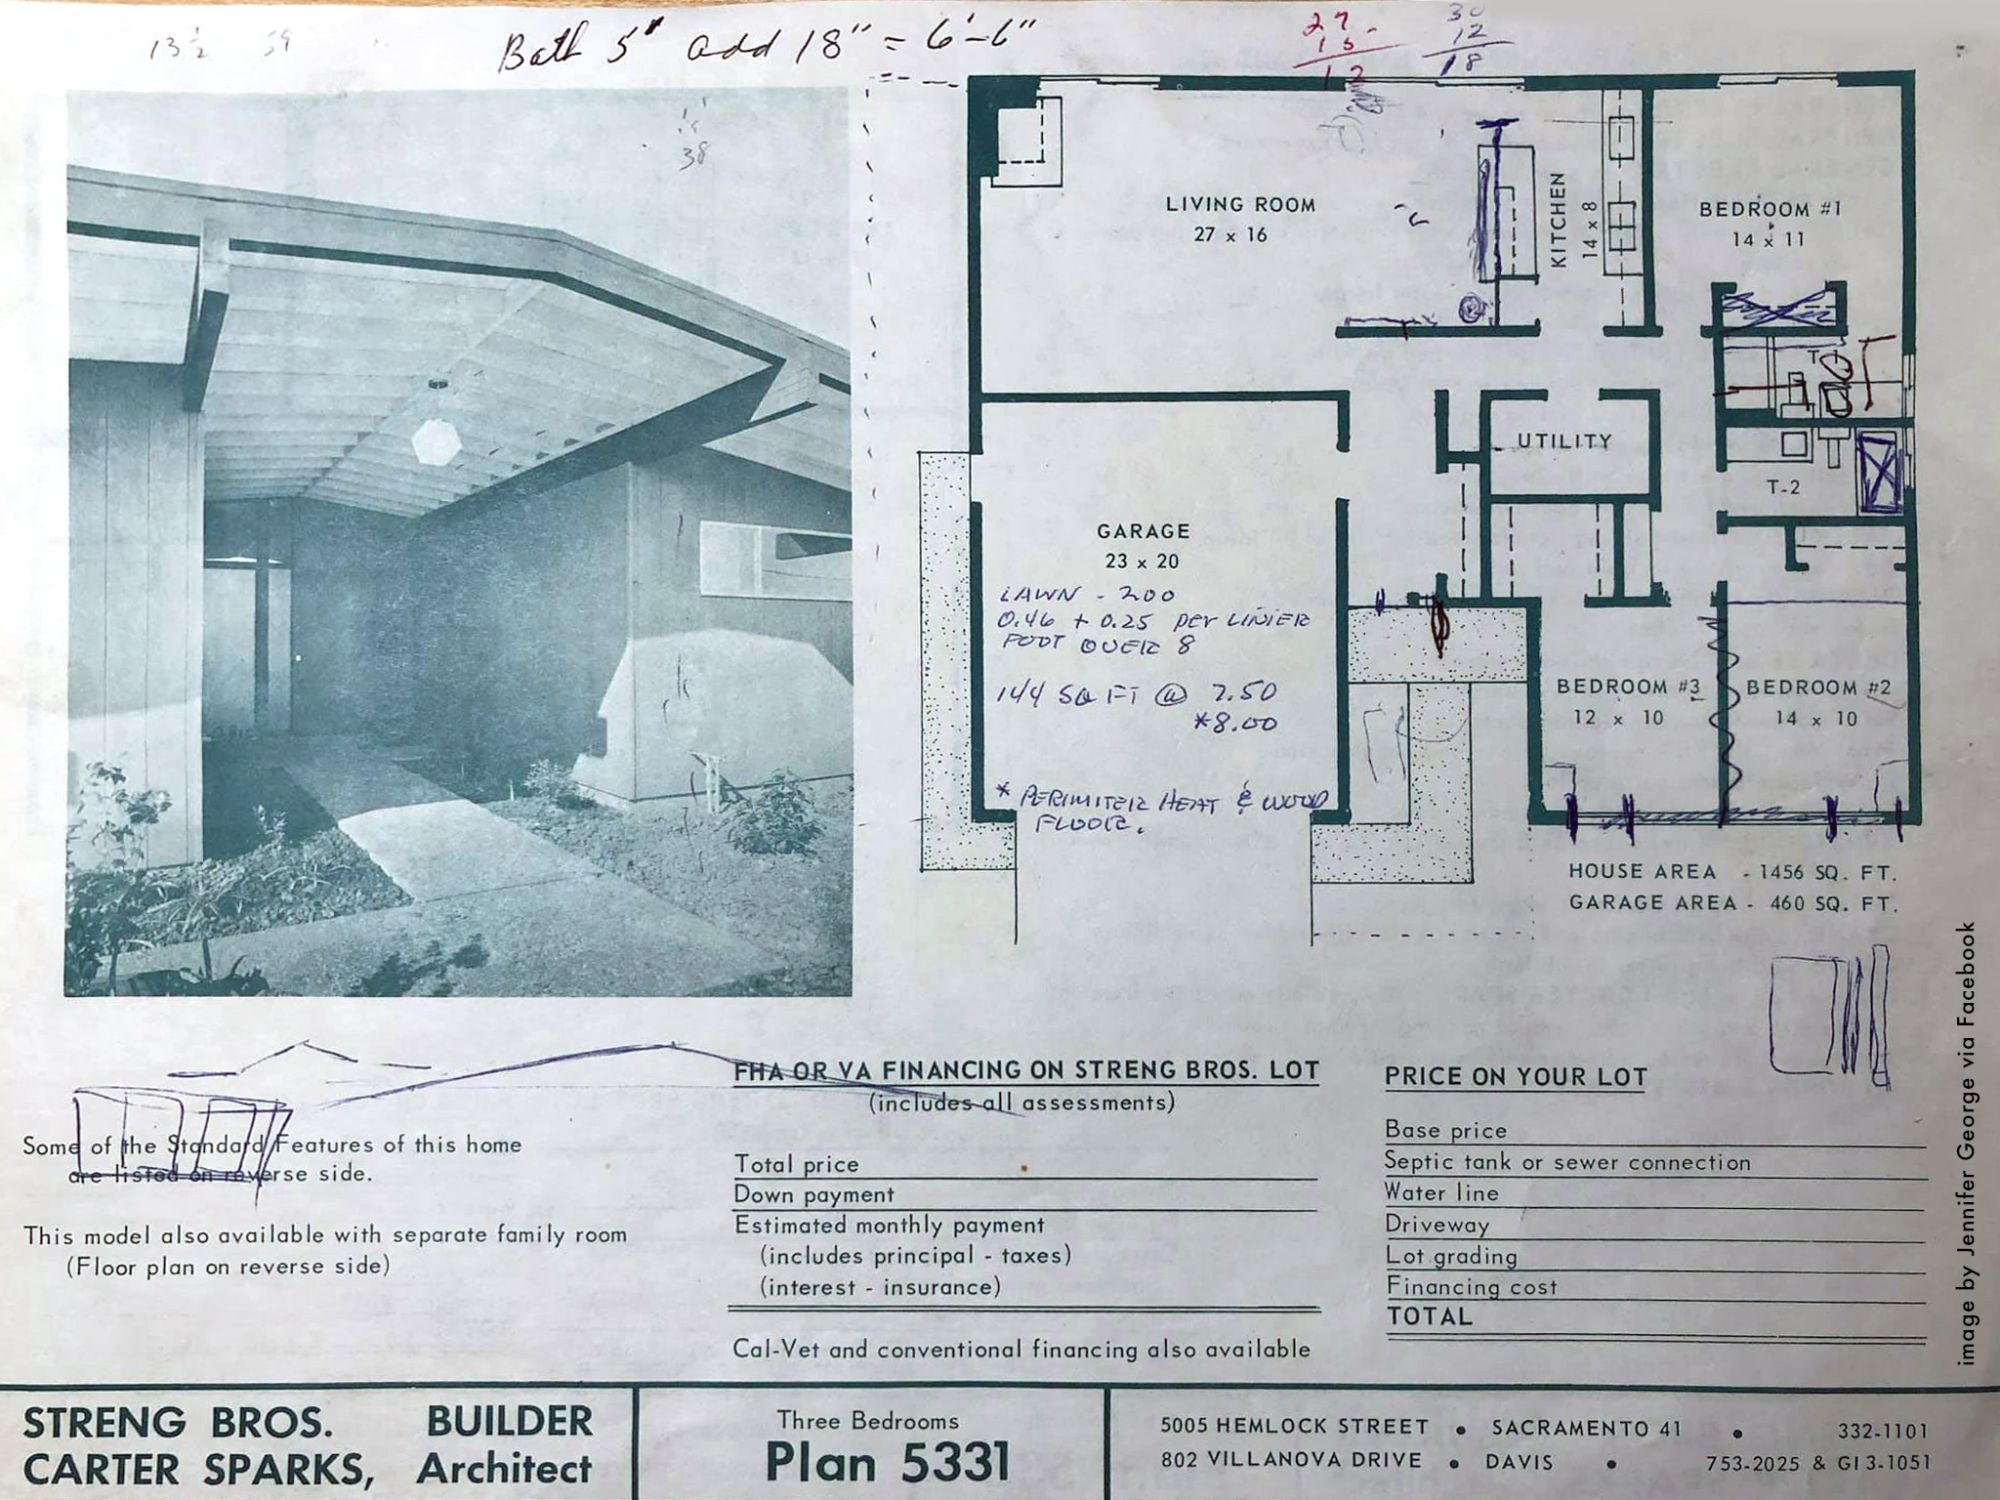 13½ 59
Bath 5' add 18" = 6'-6"
27
15
12
30
12
18
38
LIVING ROOM
27 x 16
KITCHEN
14 x 8
BEDROOM #1
14 x 11
UTILITY
T-2
GARAGE
23 x 20
LAWN - 200
0.46 + 0.25 per LINIER
FOOT OVER 8
144 SQ FT @ 7.50
*8.00
* PERIMITER HEAT & WOOD
FLOOR.
BEDROOM #3
12 x 10
BEDROOM #2
14 x 10
HOUSE AREA - 1456 SQ. FT.
GARAGE AREA - 460 SQ. FT.
Some of the Standard Features of this home
are listed on reverse side.
This model also available with separate family room
(Floor plan on reverse side)
FHA OR VA FINANCING ON STRENG BROS. LOT
(includes all assessments)
Total price
Down payment
Estimated monthly payment
(includes principal - taxes)
(interest - insurance)
Cal-Vet and conventional financing also available
PRICE ON YOUR LOT
Base price
Septic tank or sewer connection
Water line
Driveway
Lot grading
Financing cost
TOTAL
image by Jennifer George via Facebook
STRENG BROS. BUILDER
CARTER SPARKS, Architect
Three Bedrooms
Plan 5331
5005 HEMLOCK STREET • SACRAMENTO 41 • 332-1101
802 VILLANOVA DRIVE • DAVIS • 753-2025 & GI 3-1051